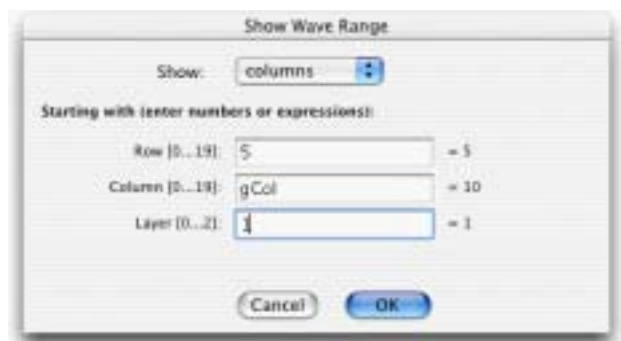 Show Wave Range
Show: columns
Starting with (enter numbers or expressions):
Row [0...19]: 5 = 5
Column [0...19]: gCol = 10
Layer [0...2]: 1 = 1
Cancel OK